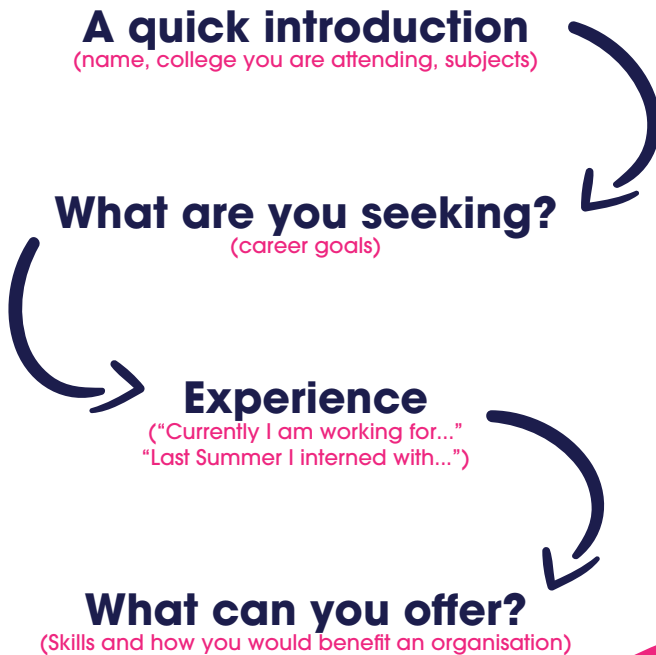 A quick introduction
(name, college you are attending, subjects)
What are you seeking?
(career goals)
Experience
(“Currently I am working for...”
“Last Summer I interned with...”)
What can you offer?
(Skills and how you would benefit an organisation)